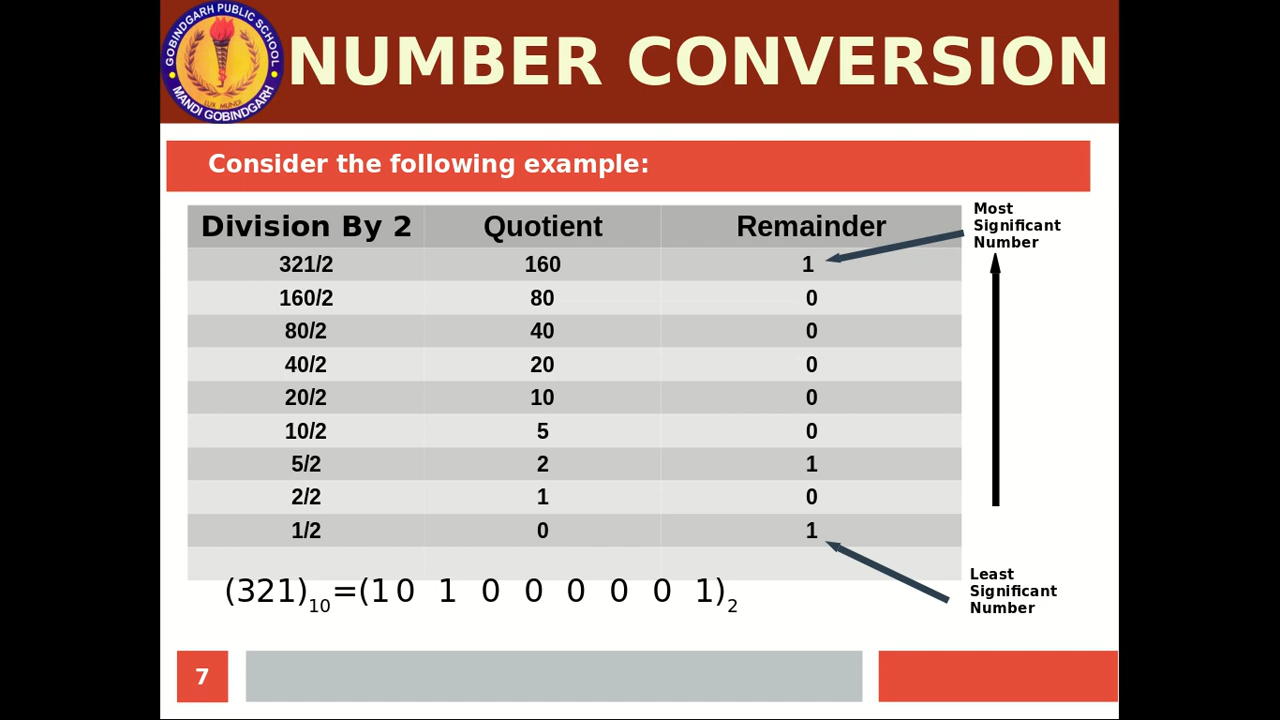 GOBINDGARH PUBLIC SCHOOL
LUX MUNDI
MANDI GOBINDGARH
NUMBER CONVERSION
Consider the following example:
Division By 2 Quotient Remainder
321/2 160 1
160/2 80 0
80/2 40 0
40/2 20 0
20/2 10 0
10/2 5 0
5/2 2 1
2/2 1 0
1/2 0 1
Most
Significant
Number
Least
Significant
Number
(321)10=(1 0 1 0 0 0 0 0 1)2
7